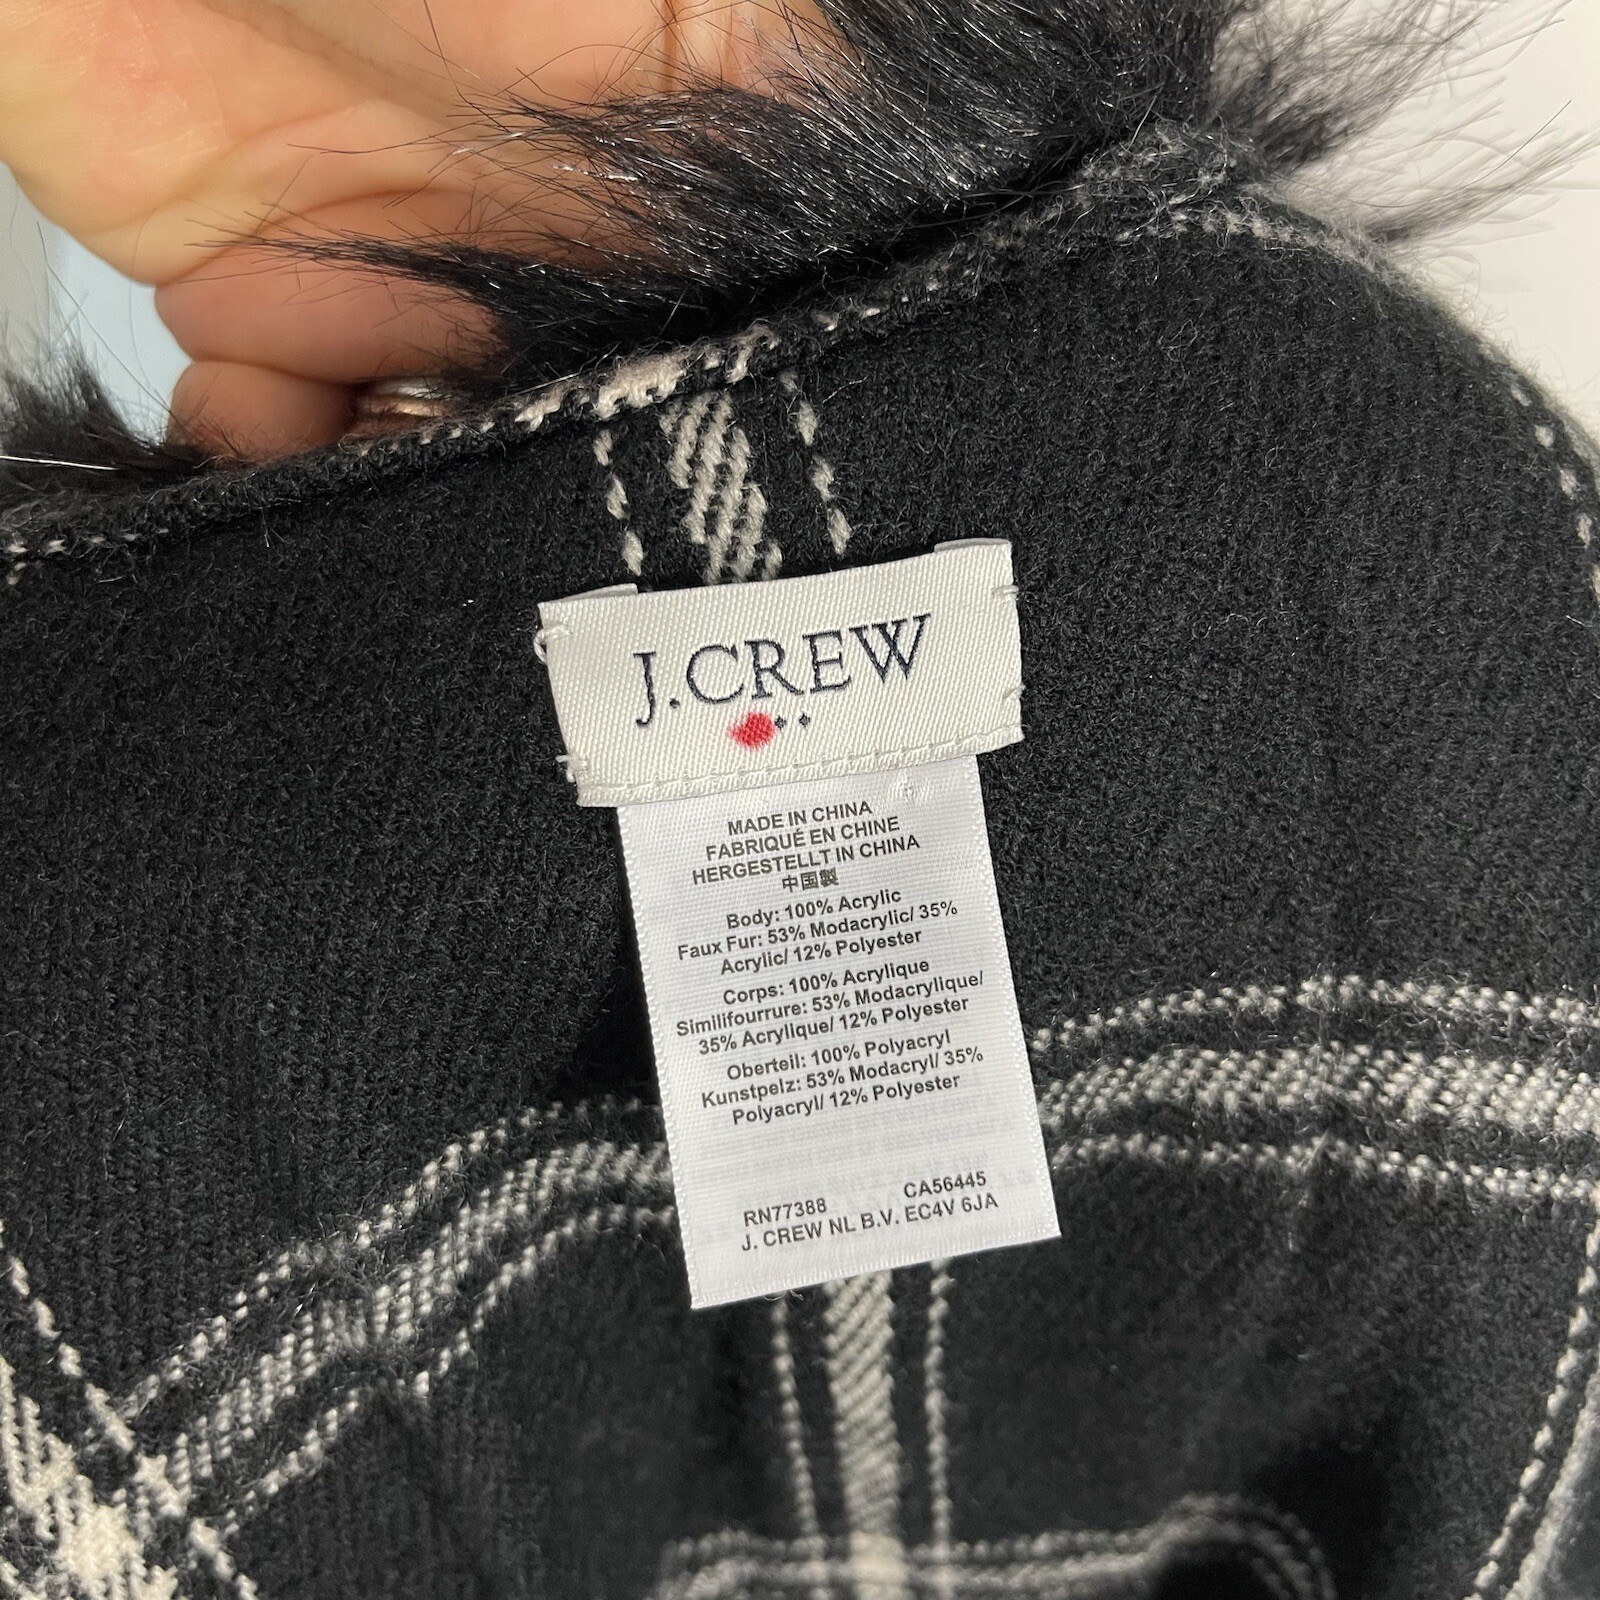 J.CREW
MADE IN CHINA
FABRIQUÉ EN CHINE
HERGESTELLT IN CHINA
中国製
Body: 100% Acrylic
Faux Fur: 53% Modacrylic/ 35%
Acrylic/ 12% Polyester
Corps: 100% Acrylique
Similifourrure: 53% Modacrylique/
35% Acrylique/ 12% Polyester
Oberteil: 100% Polyacryl
Kunstpelz: 53% Modacryl/ 35%
Polyacryl/ 12% Polyester
RN77388 CA56445
J. CREW NL B.V. EC4V 6JA